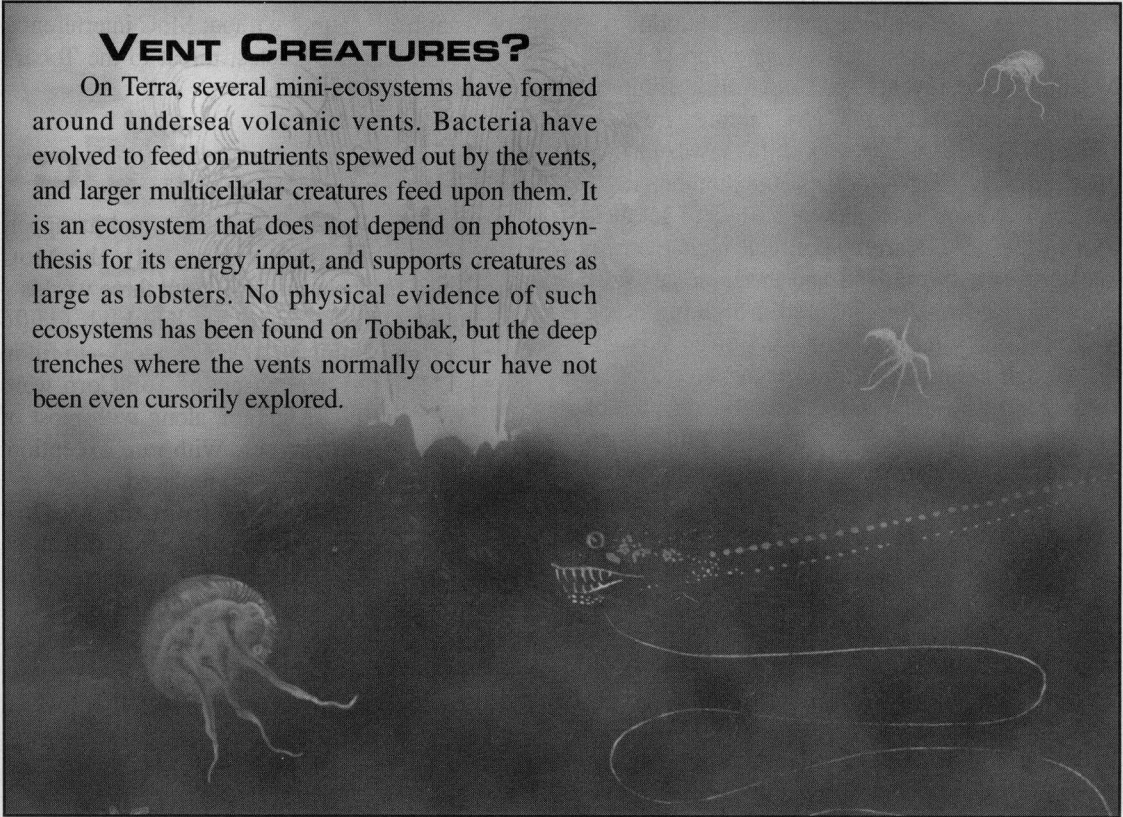 VENT CREATURES?
On Terra, several mini-ecosystems have formed
around undersea volcanic vents. Bacteria have
evolved to feed on nutrients spewed out by the vents,
and larger multicellular creatures feed upon them. It
is an ecosystem that does not depend on photosyn-
thesis for its energy input, and supports creatures as
large as lobsters. No physical evidence of such
ecosystems has been found on Tobibak, but the deep
trenches where the vents normally occur have not
been even cursorily explored.